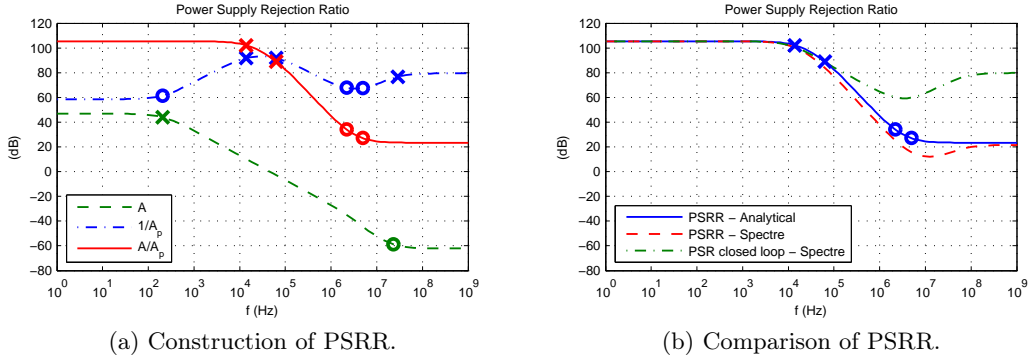 Power Supply Rejection Ratio
120
100
80
60
40
20
0
−20
−40
−60
−80
(dB)
A
1/A_p
A/A_p
10^0 10^1 10^2 10^3 10^4 10^5 10^6 10^7 10^8 10^9
f (Hz)
(a) Construction of PSRR.
Power Supply Rejection Ratio
120
100
80
60
40
20
0
−20
−40
−60
−80
(dB)
PSRR − Analytical
PSRR − Spectre
PSR closed loop − Spectre
10^0 10^1 10^2 10^3 10^4 10^5 10^6 10^7 10^8 10^9
f (Hz)
(b) Comparison of PSRR.